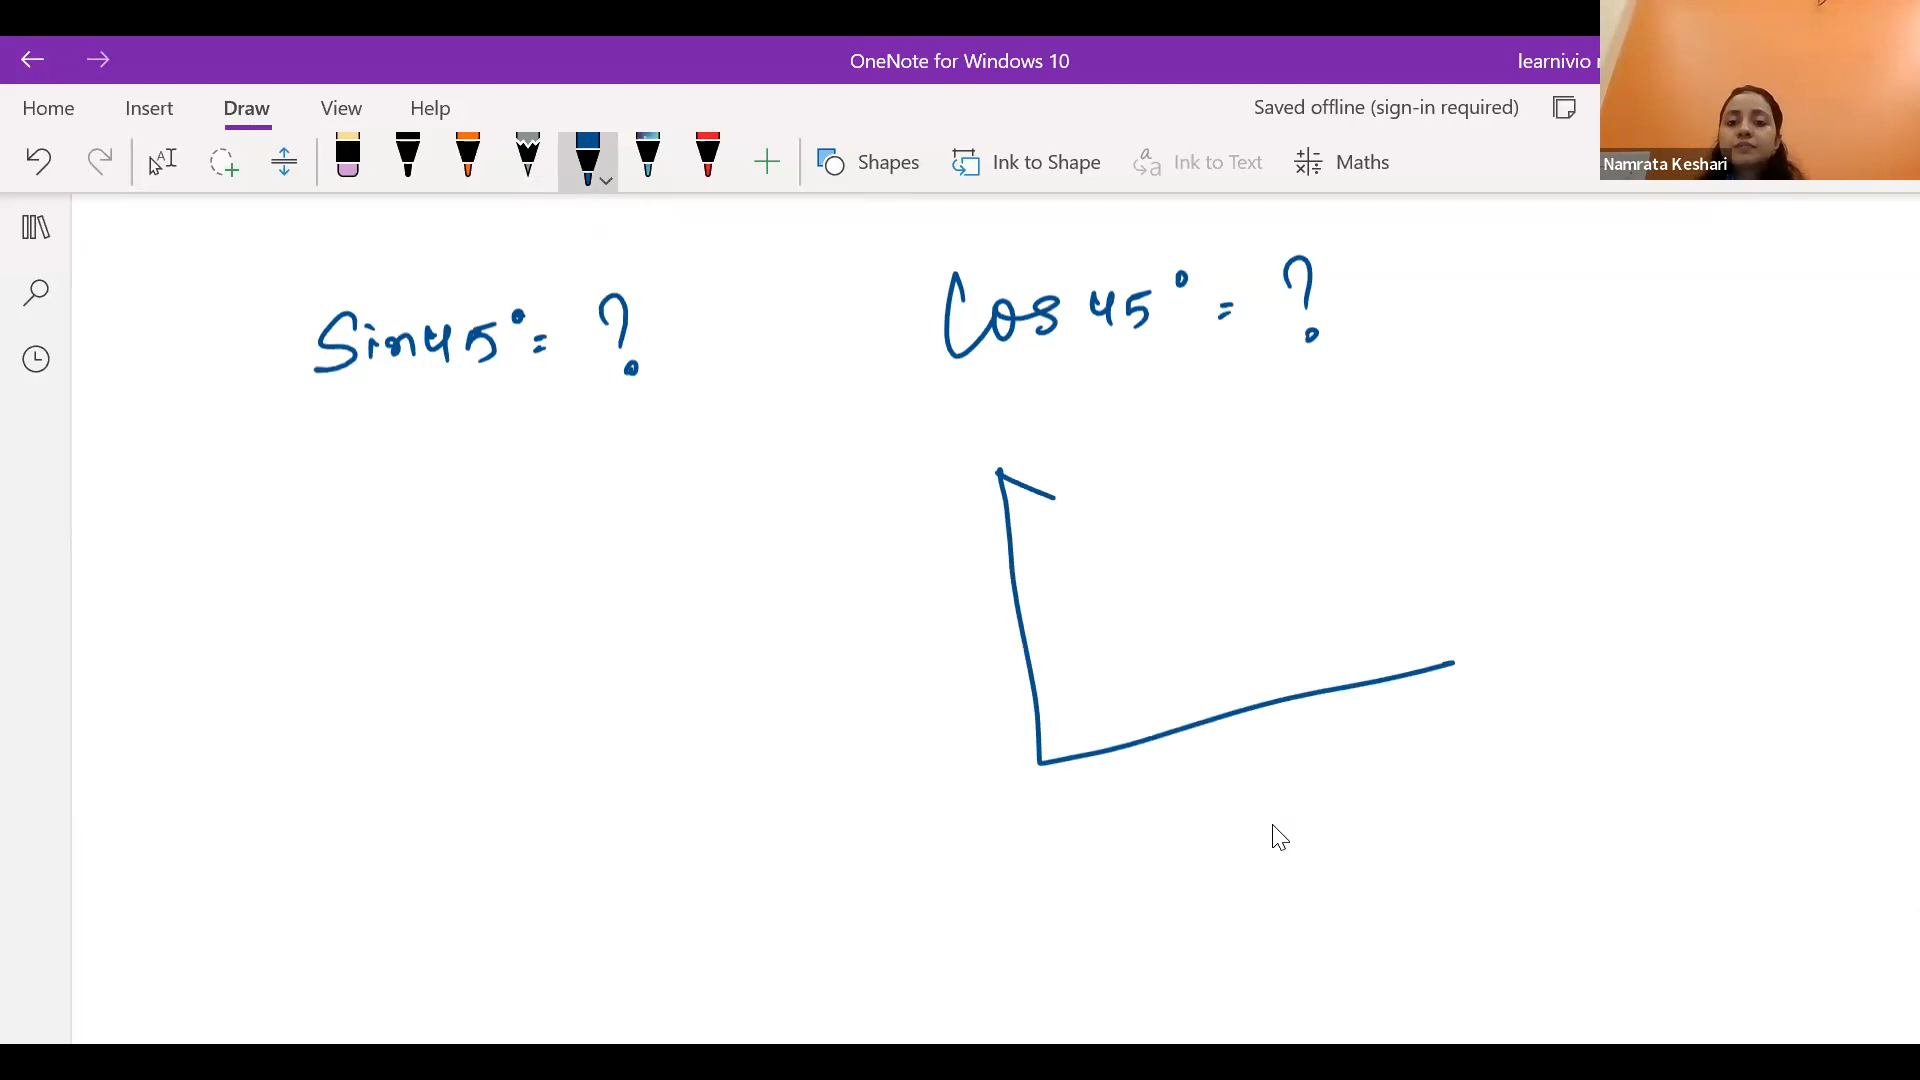 OneNote for Windows 10
learnivio
Home Insert Draw View Help
Saved offline (sign-in required)
Shapes Ink to Shape Ink to Text Maths
Namrata Keshari
Sin45° = ?
Cos 45° = ?